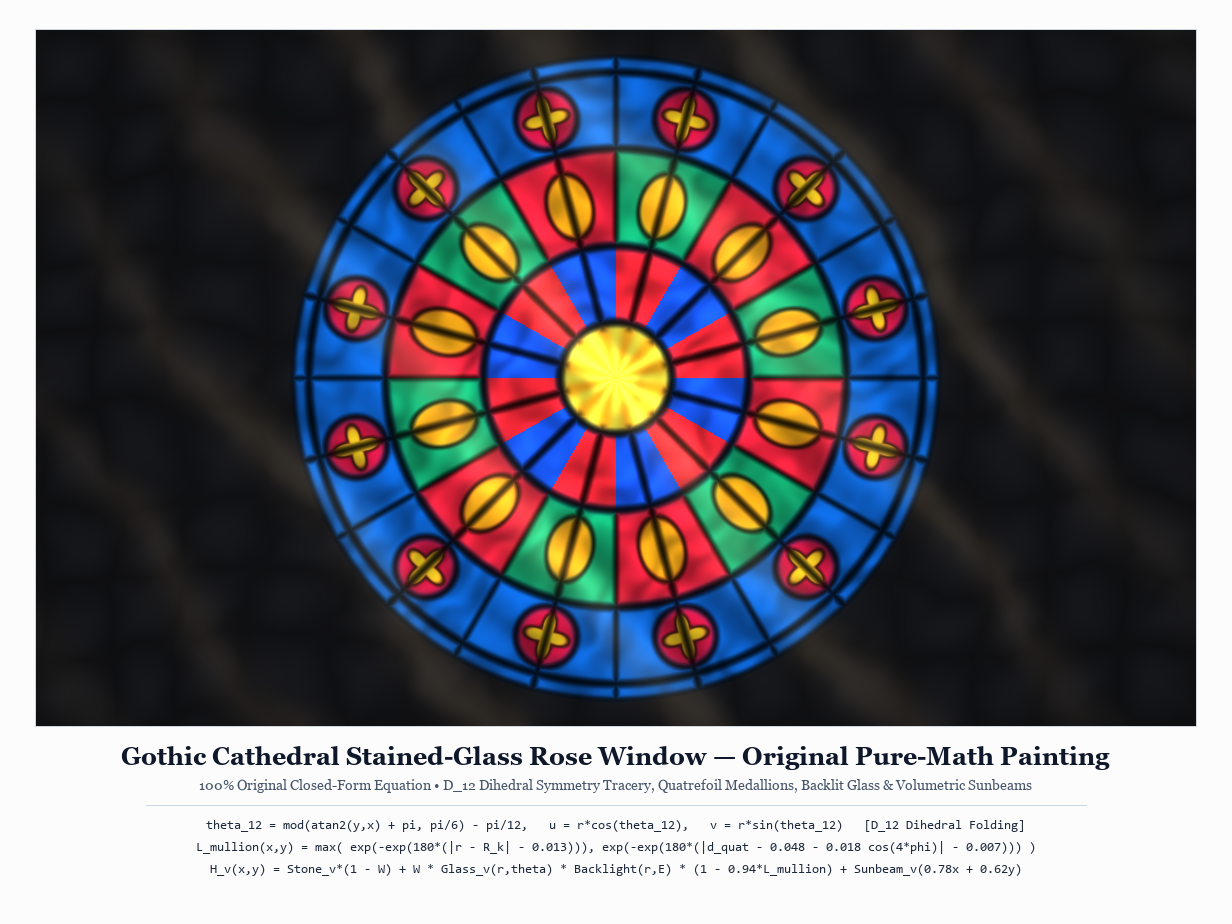 Gothic Cathedral Stained-Glass Rose Window — Original Pure-Math Painting
100% Original Closed-Form Equation • D_12 Dihedral Symmetry Tracery, Quatrefoil Medallions, Backlit Glass & Volumetric Sunbeams
theta_12 = mod(atan2(y,x) + pi, pi/6) - pi/12,   u = r*cos(theta_12),   v = r*sin(theta_12)   [D_12 Dihedral Folding]
L_mullion(x,y) = max( exp(-exp(180*(|r - R_k| - 0.013))), exp(-exp(180*(|d_quat - 0.048 - 0.018 cos(4*phi)| - 0.007))) )
H_v(x,y) = Stone_v*(1 - W) + W * Glass_v(r,theta) * Backlight(r,E) * (1 - 0.94*L_mullion) + Sunbeam_v(0.78x + 0.62y)